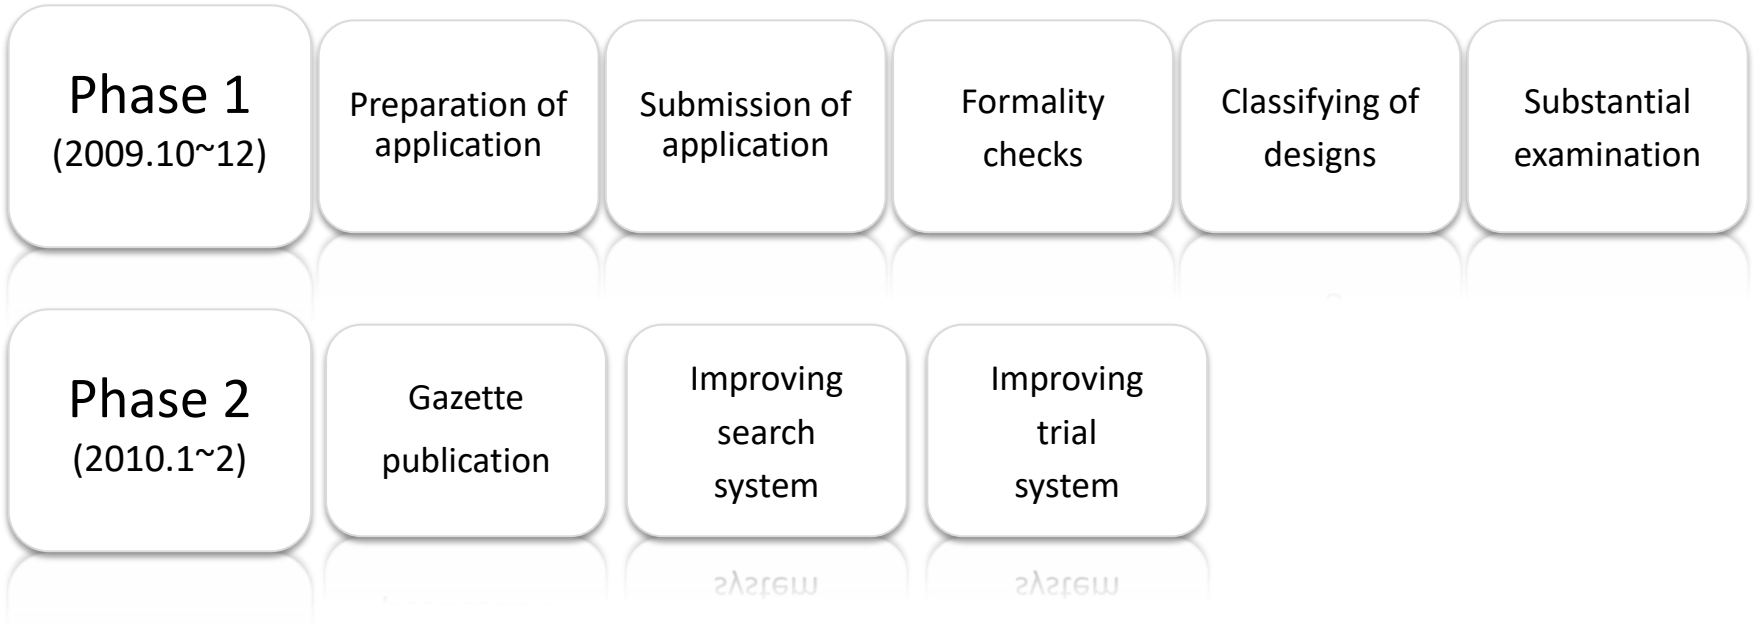 Phase 1
(2009.10~12)
Preparation of
application
Submission of
application
Formality
checks
Classifying of
designs
Substantial
examination
Phase 2
(2010.1~2)
Gazette
publication
Improving
search
system
Improving
trial
system